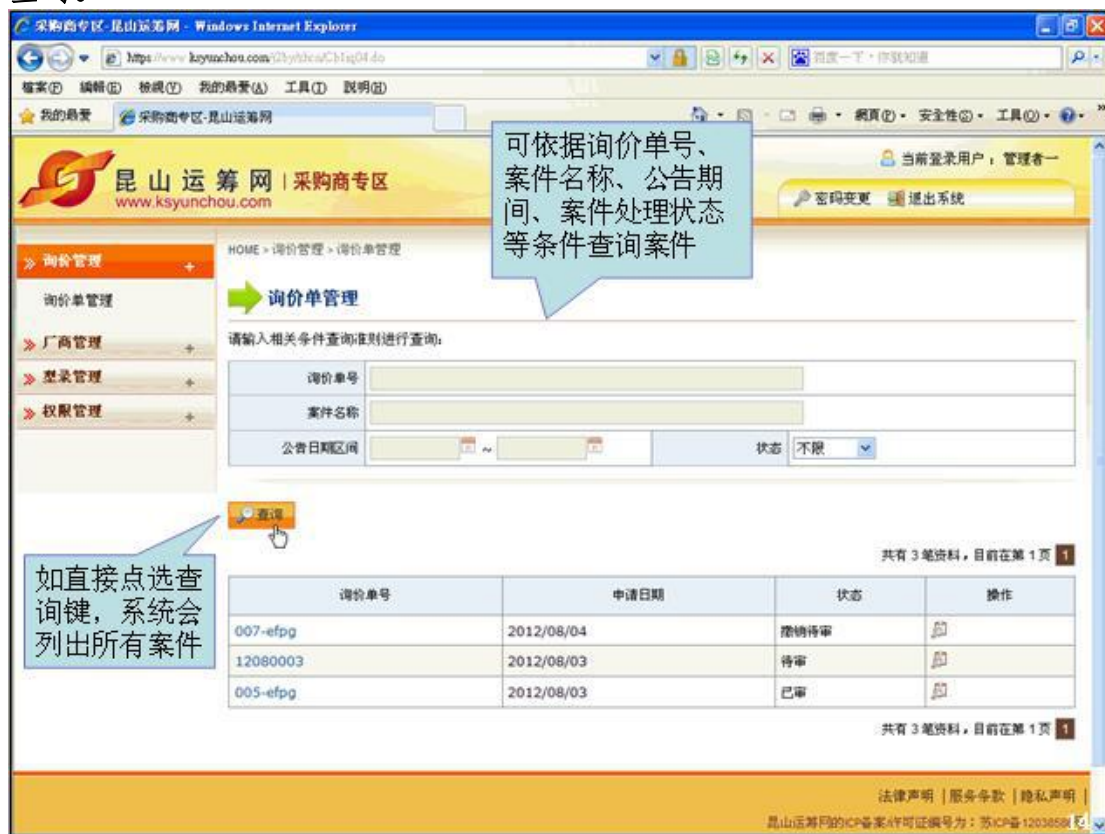 采购商专区-昆山运筹网 - Windows Internet Explorer
百度一下，你就知道
檔案(F) 編輯(E) 檢視(V) 我的最爱(A) 工具(T) 說明(H)
我的最爱 采购商专区-昆山运筹网
網頁(P) 安全性(S) 工具(O)
可依据询价单号、
案件名称、公告期
间、案件处理状态
等条件查询案件
当前登录用户：管理者一
昆山运筹网 | 采购商专区
www.ksyunchou.com
密码变更 退出系统
HOME > 询价管理 > 询价单管理
询价管理 +
询价单管理
厂商管理 +
型录管理 +
权限管理 +
询价单管理
请输入相关条件查询准则进行查询：
询价单号
案件名称
公告日期区间 ~ 状态 不限
查询
如直接点选查
询键，系统会
列出所有案件
共有 3 笔资料，目前在第 1 页 1
询价单号 申请日期 状态 操作
007-efpg 2012/08/04 撤销待审
12080003 2012/08/03 待审
005-efpg 2012/08/03 已审
共有 3 笔资料，目前在第 1 页 1
法律声明 | 服务条款 | 隐私声明 |
昆山运筹网的ICP备案/许可证编号为：苏ICP备